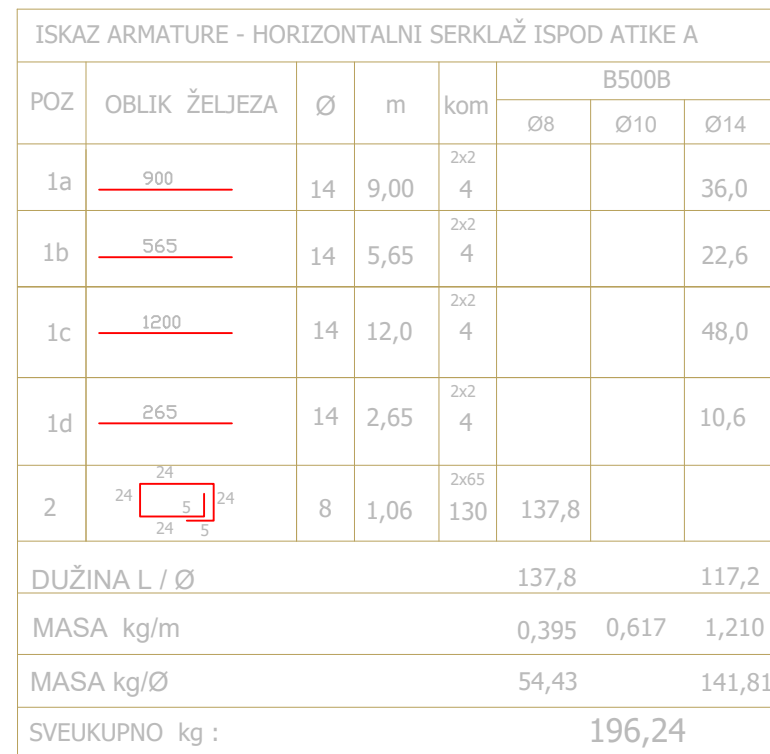 ISKAZ ARMATURE - HORIZONTALNI SERKLAŽ ISPOD ATIKE A
POZ OBLIK ŽELJEZA Ø m kom B500B
Ø8 Ø10 Ø14
1a 900 14 9,00 2x2 4 36,0
1b 565 14 5,65 2x2 4 22,6
1c 1200 14 12,0 2x2 4 48,0
1d 265 14 2,65 2x2 4 10,6
2 24 24 5 24 24 5 8 1,06 2x65 130 137,8
DUŽINA L / Ø 137,8 117,2
MASA kg/m 0,395 0,617 1,210
MASA kg/Ø 54,43 141,81
SVEUKUPNO kg : 196,24